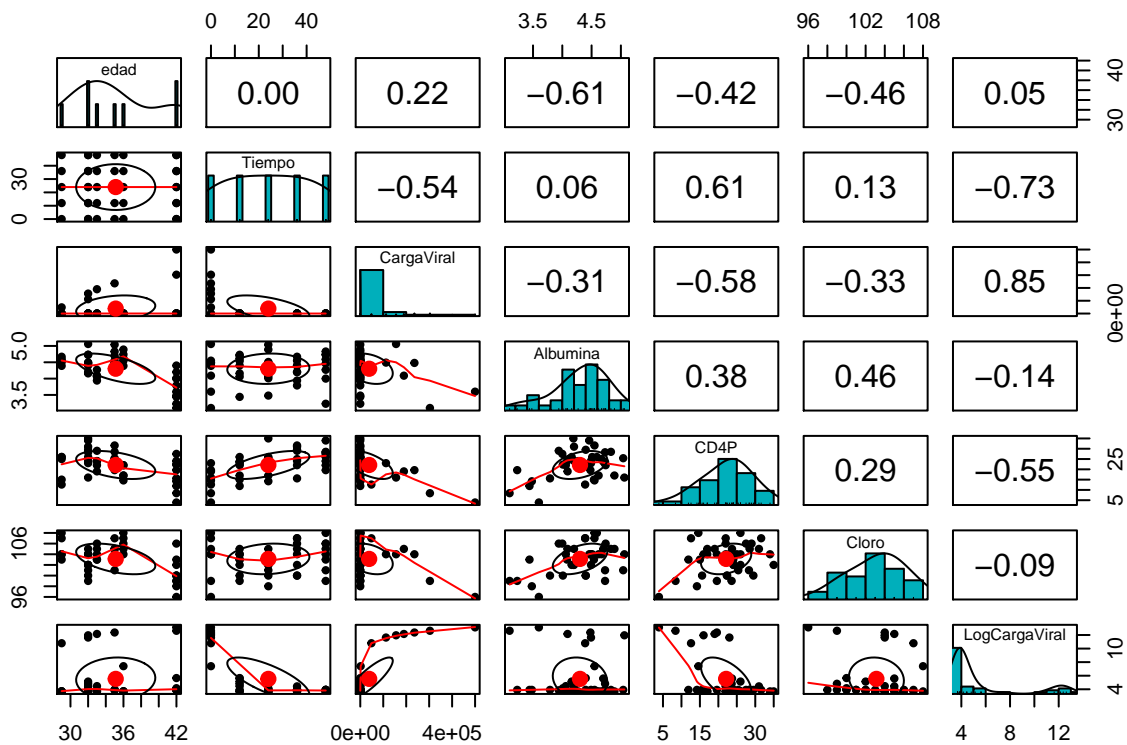 0 20 40 3.5 4.5 96 102 108
edad 0.00 0.22 −0.61 −0.42 −0.46 0.05 30 40
0 30 Tiempo −0.54 0.06 0.61 0.13 −0.73
CargaViral −0.31 −0.58 −0.33 0.85 0e+00
3.5 5.0 Albumina 0.38 0.46 −0.14
CD4P 0.29 −0.55 5 25
96 106 Cloro −0.09
LogCargaViral 4 10
30 36 42 0e+00 4e+05 5 15 30 4 8 12